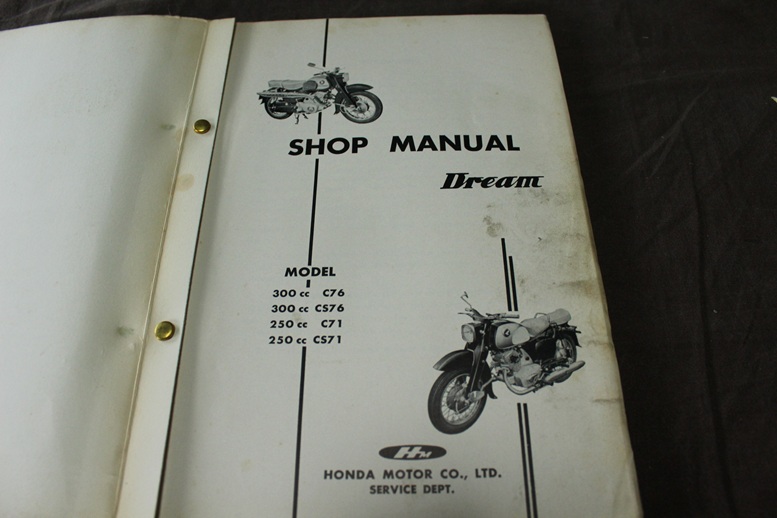 SHOP MANUAL
Dream
MODEL
300 cc C76
300 cc CS76
250 cc C71
250 cc CS71
HM
HONDA MOTOR CO., LTD.
SERVICE DEPT.